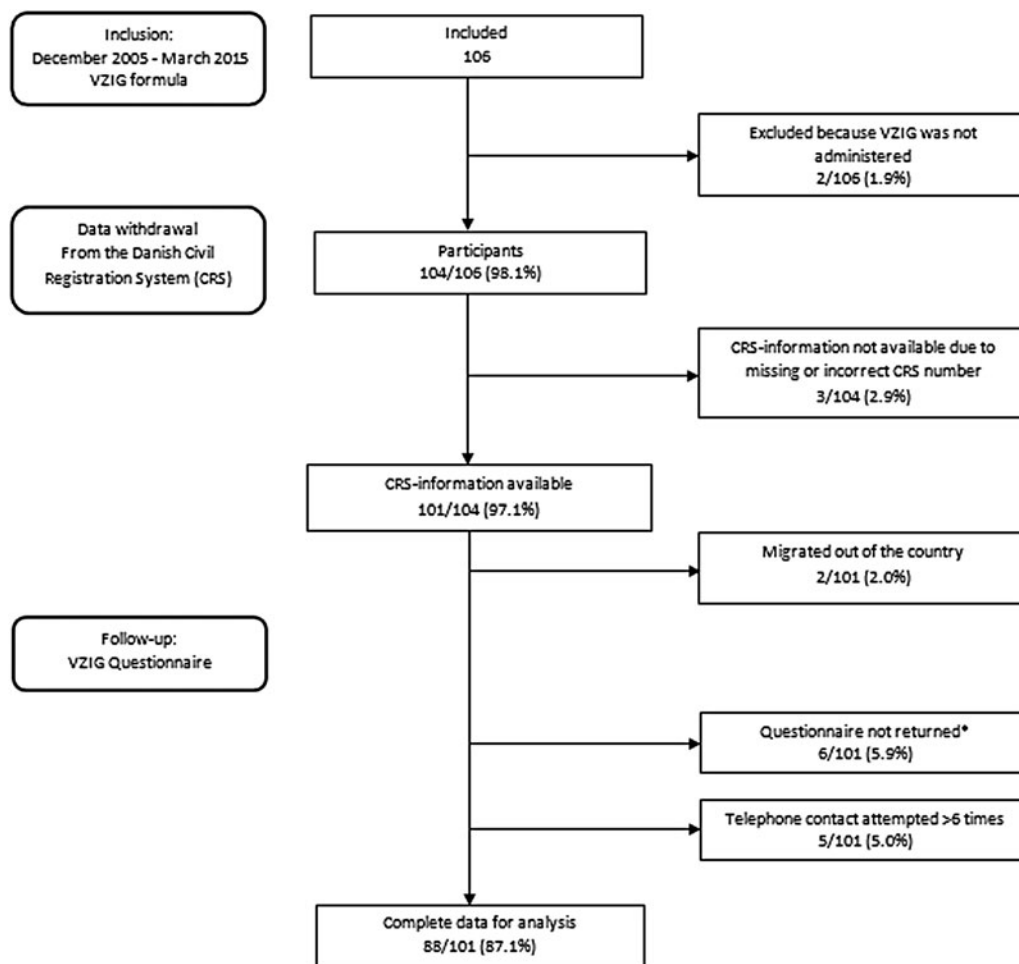 Inclusion:
December 2005 - March 2015
VZIG formula
Included
106
Excluded because VZIG was not
administered
2/106 (1.9%)
Data withdrawal
From the Danish Civil
Registration System (CRS)
Participants
104/106 (98.1%)
CRS-information not available due to
missing or incorrect CRS number
3/104 (2.9%)
CRS-information available
101/104 (97.1%)
Migrated out of the country
2/101 (2.0%)
Follow-up:
VZIG Questionnaire
Questionnaire not returned*
6/101 (5.9%)
Telephone contact attempted >6 times
5/101 (5.0%)
Complete data for analysis
88/101 (87.1%)